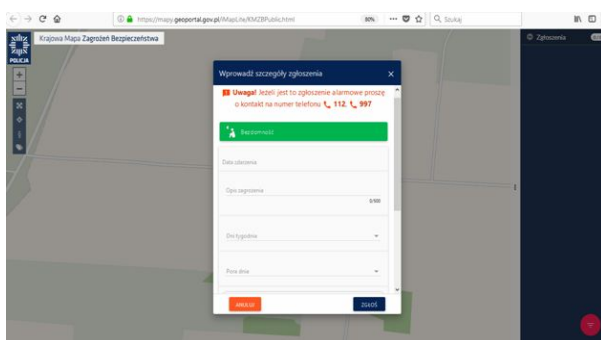 https://mapy.geoportal.gov.pl/iMapLite/KMZBPublic.html
80%
Szukaj
POLICJA
Krajowa Mapa Zagrożeń Bezpieczeństwa
Zgłoszenia
Wprowadź szczegóły zgłoszenia
Uwaga! Jeżeli jest to zgłoszenie alarmowe proszę
o kontakt na numer telefonu 112, 997
Bezdomność
Data zdarzenia
Opis zagrożenia
0/400
Dni tygodnia
Pora dnia
ANULUJ
ZGŁOŚ